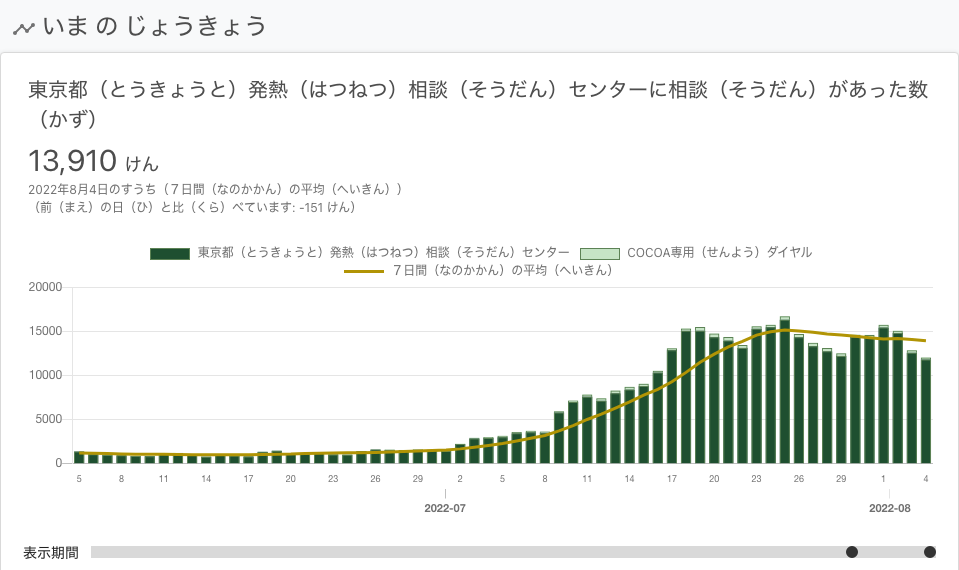 いま の じょうきょう
東京都（とうきょうと）発熱（はつねつ）相談（そうだん）センターに相談（そうだん）があった数
（かず）
13,910 けん
2022年8月4日のすうち（７日間（なのかかん）の平均（へいきん））
（前（まえ）の日（ひ）と比（くら）べています: -151 けん）
東京都（とうきょうと）発熱（はつねつ）相談（そうだん）センター COCOA専用（せんよう）ダイヤル
７日間（なのかかん）の平均（へいきん）
20000
15000
10000
5000
0
5 8 11 14 17 20 23 26 29 2 5 8 11 14 17 20 23 26 29 1 4
2022-07 2022-08
表示期間